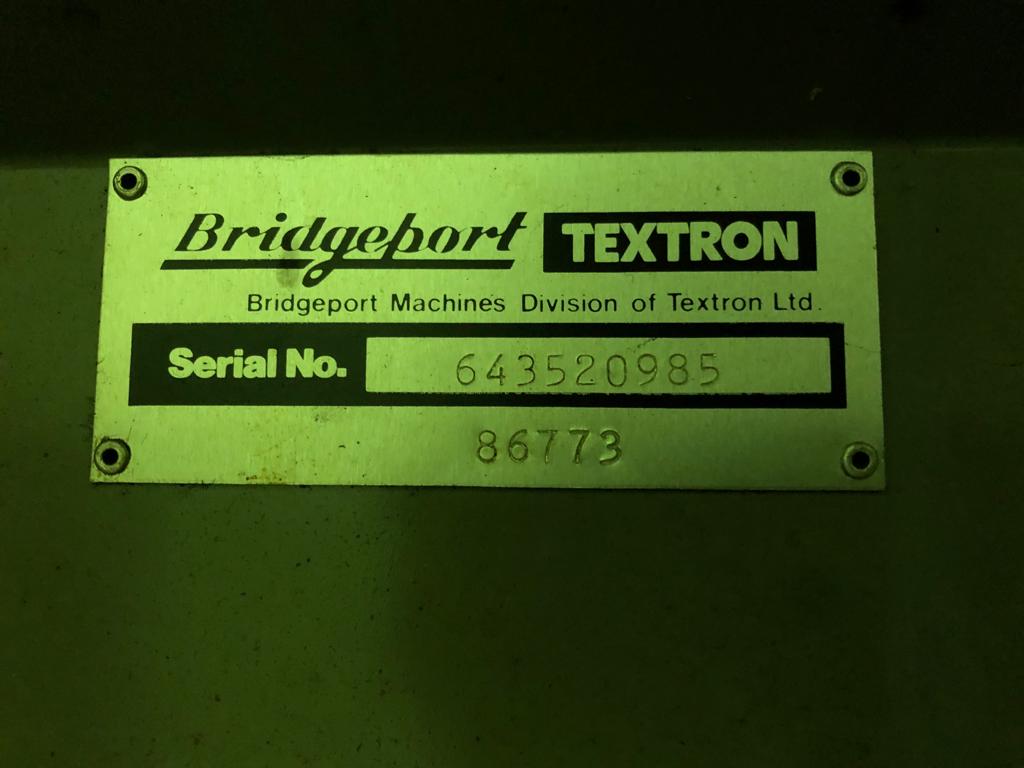 Bridgeport TEXTRON
Bridgeport Machines Division of Textron Ltd.
Serial No. 643520985
86773